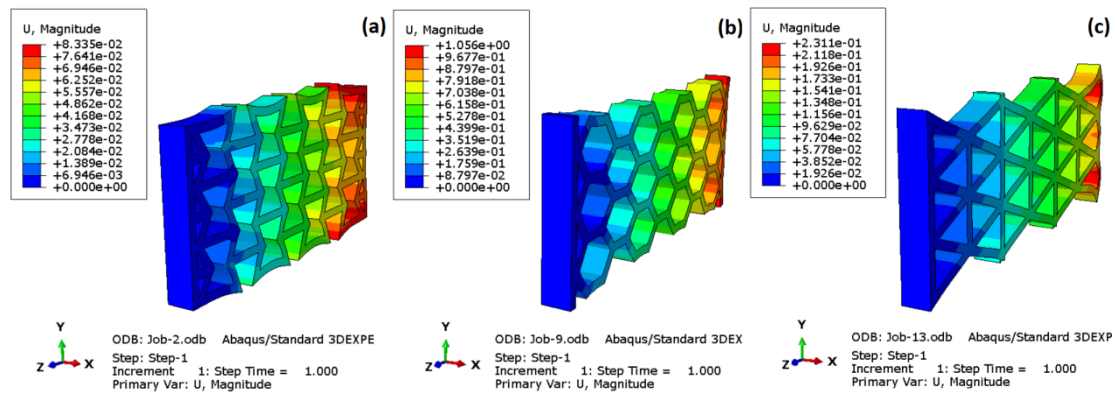 (a)
U, Magnitude
+8.335e-02
+7.641e-02
+6.946e-02
+6.252e-02
+5.557e-02
+4.862e-02
+4.168e-02
+3.473e-02
+2.778e-02
+2.084e-02
+1.389e-02
+6.946e-03
+0.000e+00
Y
Z
X
ODB: Job-2.odb Abaqus/Standard 3DEXPE
Step: Step-1
Increment 1: Step Time = 1.000
Primary Var: U, Magnitude
(b)
U, Magnitude
+1.056e+00
+9.677e-01
+8.797e-01
+7.918e-01
+7.038e-01
+6.158e-01
+5.278e-01
+4.399e-01
+3.519e-01
+2.639e-01
+1.759e-01
+8.797e-02
+0.000e+00
Y
Z
X
ODB: Job-9.odb Abaqus/Standard 3DEX
Step: Step-1
Increment 1: Step Time = 1.000
Primary Var: U, Magnitude
(c)
U, Magnitude
+2.311e-01
+2.118e-01
+1.926e-01
+1.733e-01
+1.541e-01
+1.348e-01
+1.156e-01
+9.629e-02
+7.704e-02
+5.778e-02
+3.852e-02
+1.926e-02
+0.000e+00
Y
Z
X
ODB: Job-13.odb Abaqus/Standard 3DEXP
Step: Step-1
Increment 1: Step Time = 1.000
Primary Var: U, Magnitude